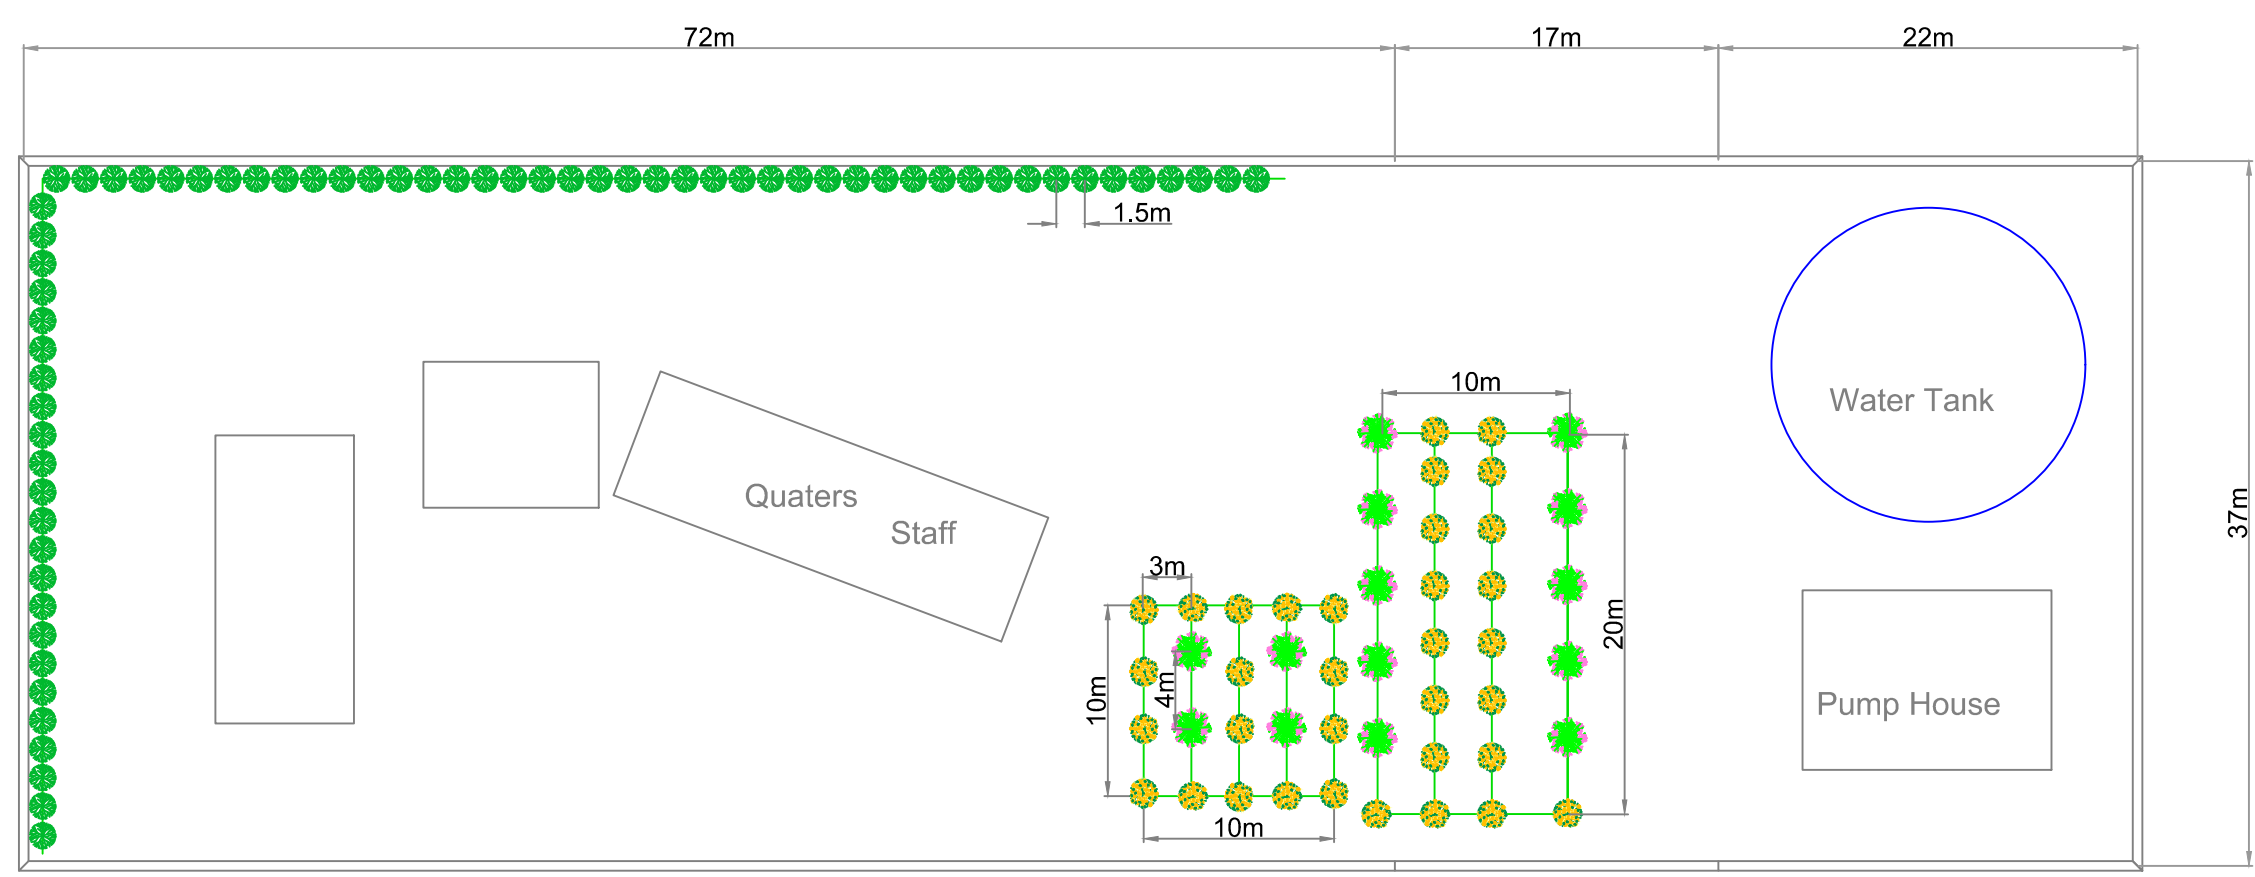 72m
17m
22m
1.5m
10m
Water Tank
Quaters
Staff
37m
3m
20m
10m
4m
Pump House
10m